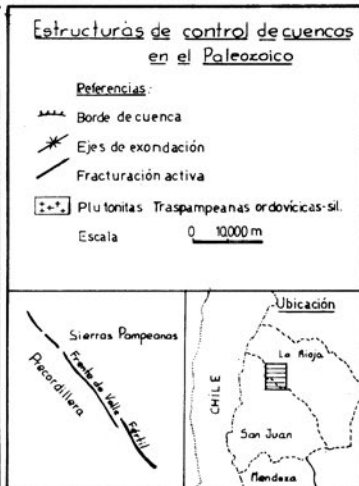 Estructuras de control de cuencas
en el Paleozoico
Referencias:
Borde de cuenca
Ejes de exondación
Fracturación activa
Plutonitas Traspampeanas ordovícicas-sil.
Escala 0 10.000 m
Sierras Pampeanas
Precordillera
Frente de Valle Fértil
Ubicación
La Rioja
CHILE
San Juan
Mendoza